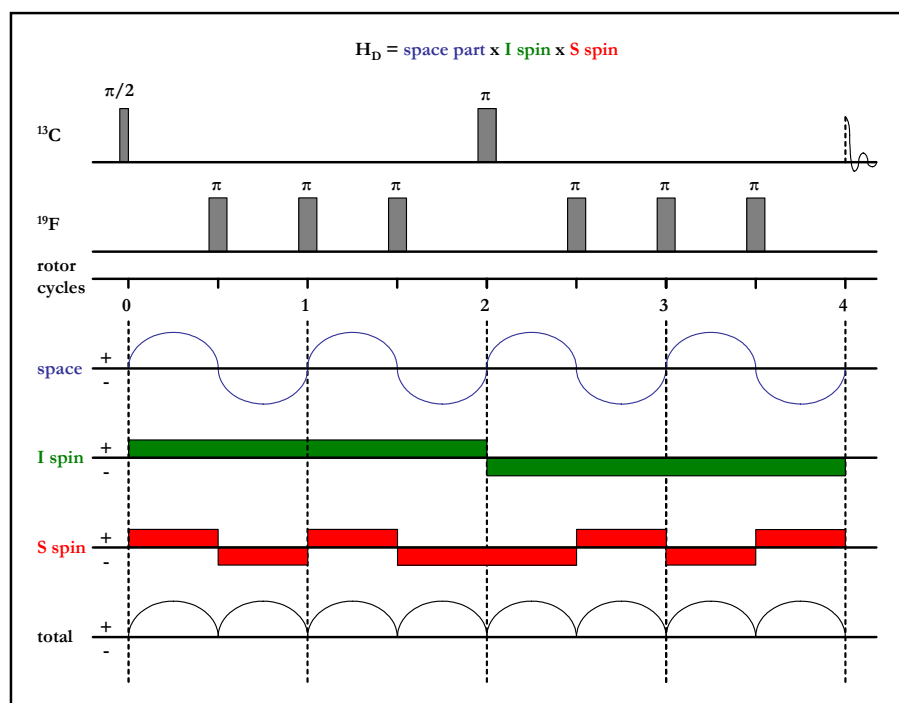 H_D = space part x I spin x S spin
π/2 π
¹³C
π π π π π π
¹⁹F
rotor
cycles
0 1 2 3 4
+
space
-
+
I spin
-
+
S spin
-
+
total
-